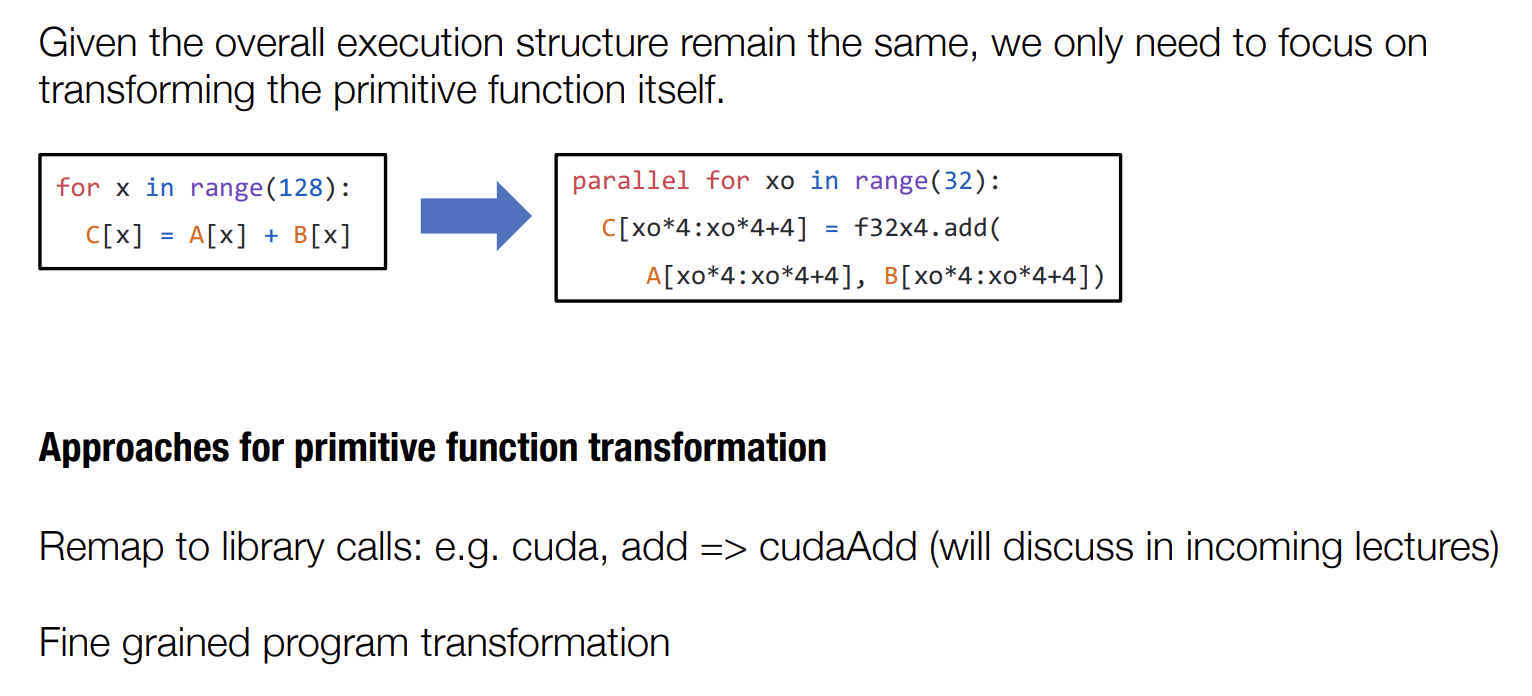 Given the overall execution structure remain the same, we only need to focus on
transforming the primitive function itself.
for x in range(128):
C[x] = A[x] + B[x]
parallel for xo in range(32):
C[xo*4:xo*4+4] = f32x4.add(
A[xo*4:xo*4+4], B[xo*4:xo*4+4])
Approaches for primitive function transformation
Remap to library calls: e.g. cuda, add => cudaAdd (will discuss in incoming lectures)
Fine grained program transformation